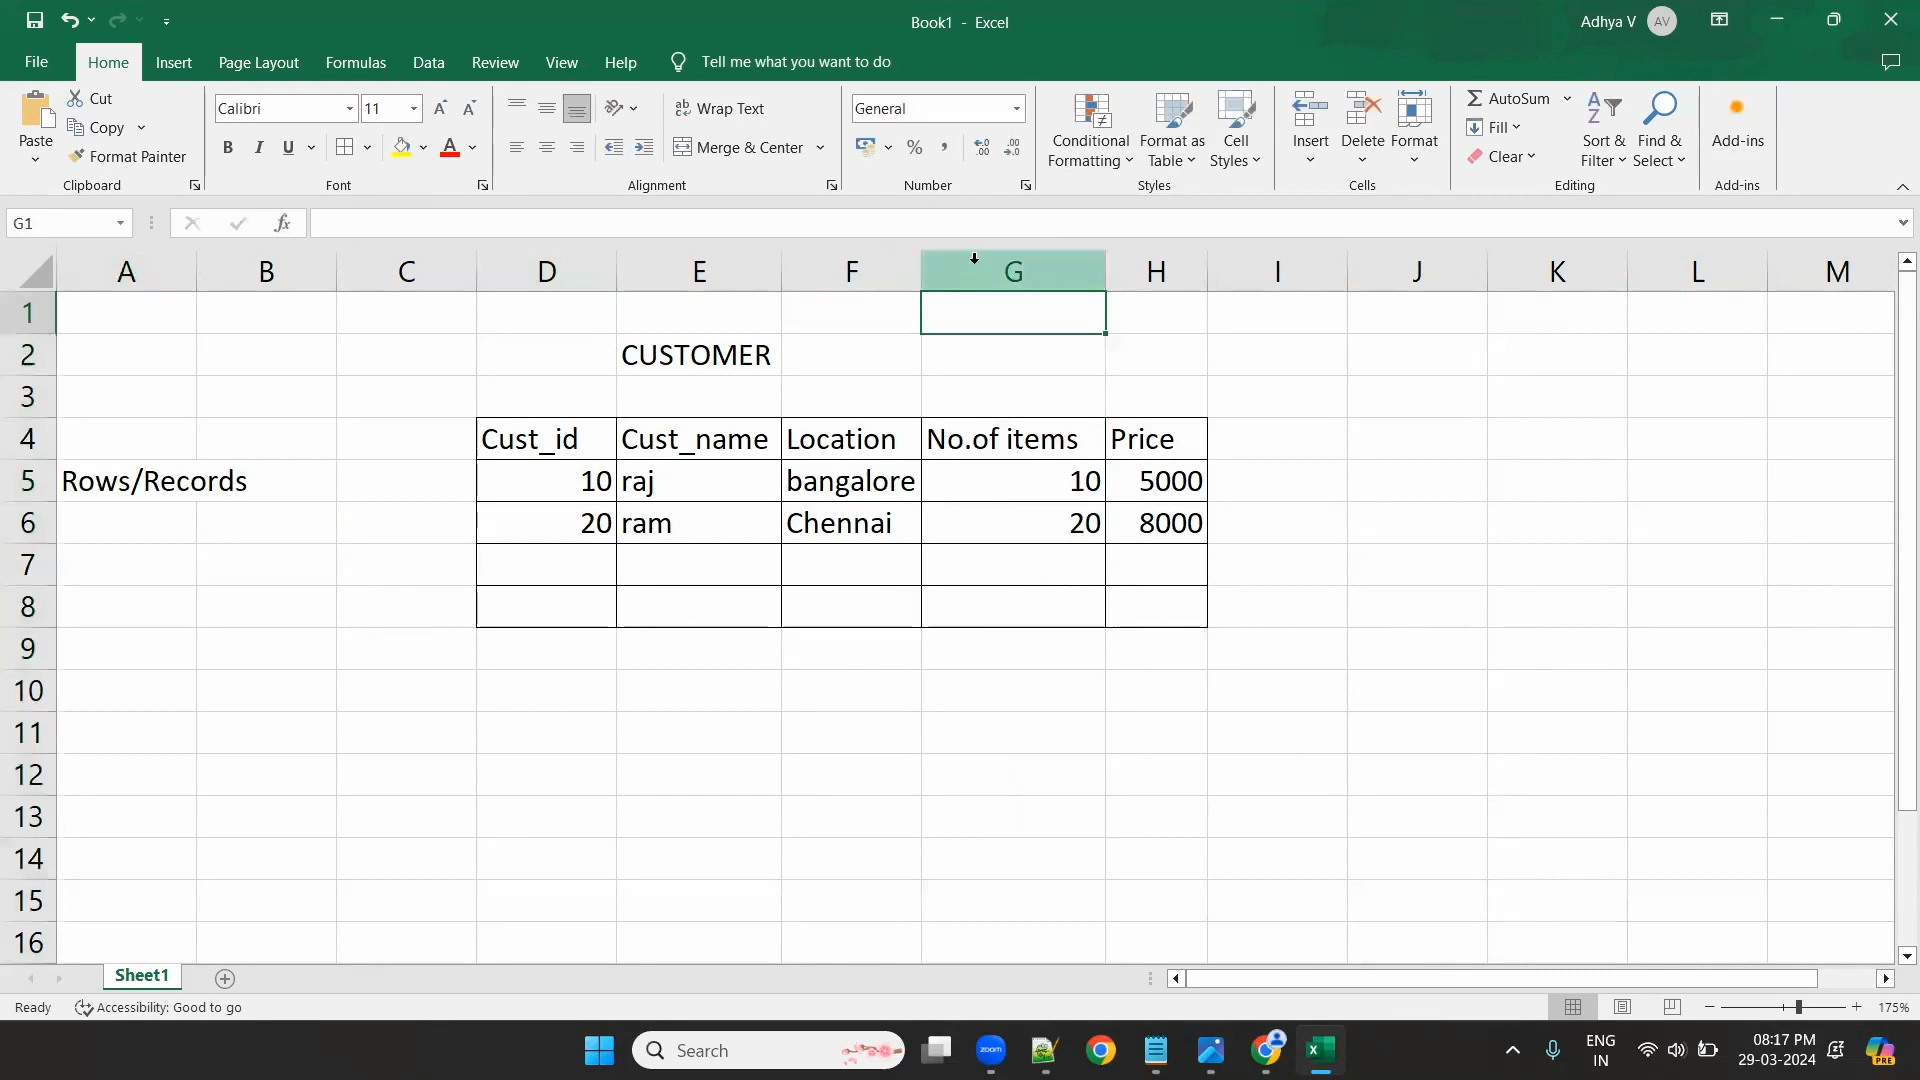 Book1 - Excel
Adhya V AV
File Home Insert Page Layout Formulas Data Review View Help Tell me what you want to do
Paste
Cut
Copy
Format Painter
Clipboard
Calibri 11 A A
B I U A
Font
ab Wrap Text
Merge & Center
Alignment
General
% ,
Number
Conditional Formatting
Format as Table
Cell Styles
Styles
Insert Delete Format
Cells
AutoSum
Fill
Clear
Sort & Filter
Find & Select
Editing
Add-ins
Add-ins
G1 fx
A B C D E F G H I J K L M
1
2 CUSTOMER
3
4 Cust_id Cust_name Location No.of items Price
5 Rows/Records 10 raj bangalore 10 5000
6 20 ram Chennai 20 8000
7
8
9
10
11
12
13
14
15
16
Sheet1
Ready Accessibility: Good to go 175%
Search zoom ENG IN 08:17 PM 29-03-2024 PRE